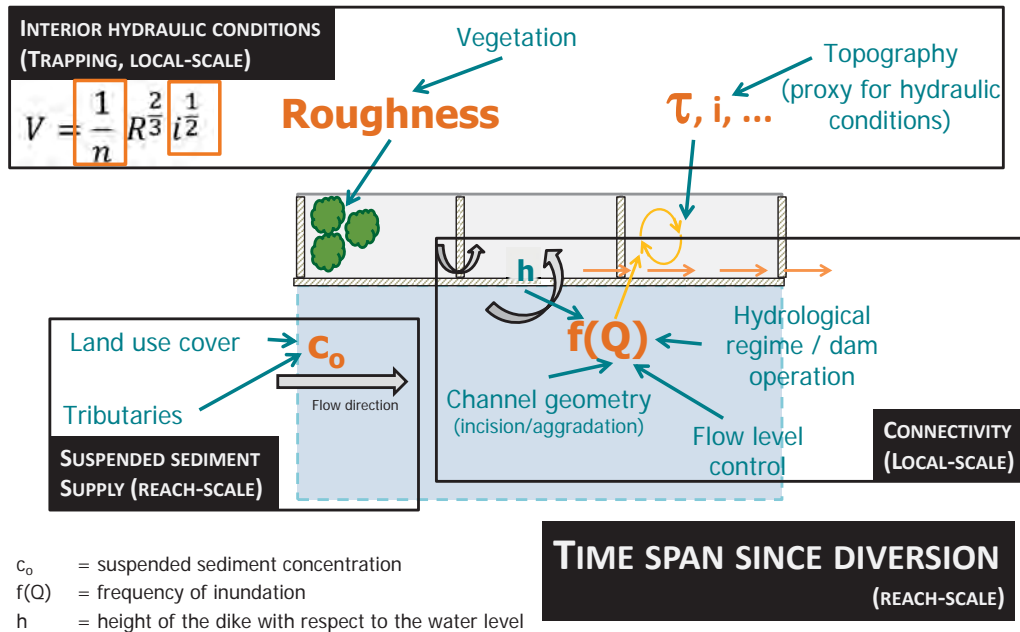 INTERIOR HYDRAULIC CONDITIONS
(TRAPPING, LOCAL-SCALE)
V = 1/n R^2/3 i^1/2
Vegetation
Roughness
Topography
(proxy for hydraulic
conditions)
τ, i, ...
h
f(Q)
Hydrological
regime / dam
operation
Channel geometry
(incision/aggradation)
Flow level
control
CONNECTIVITY
(LOCAL-SCALE)
Land use cover
c₀
Tributaries
Flow direction
SUSPENDED SEDIMENT
SUPPLY (REACH-SCALE)
TIME SPAN SINCE DIVERSION
(REACH-SCALE)
c₀ = suspended sediment concentration
f(Q) = frequency of inundation
h = height of the dike with respect to the water level